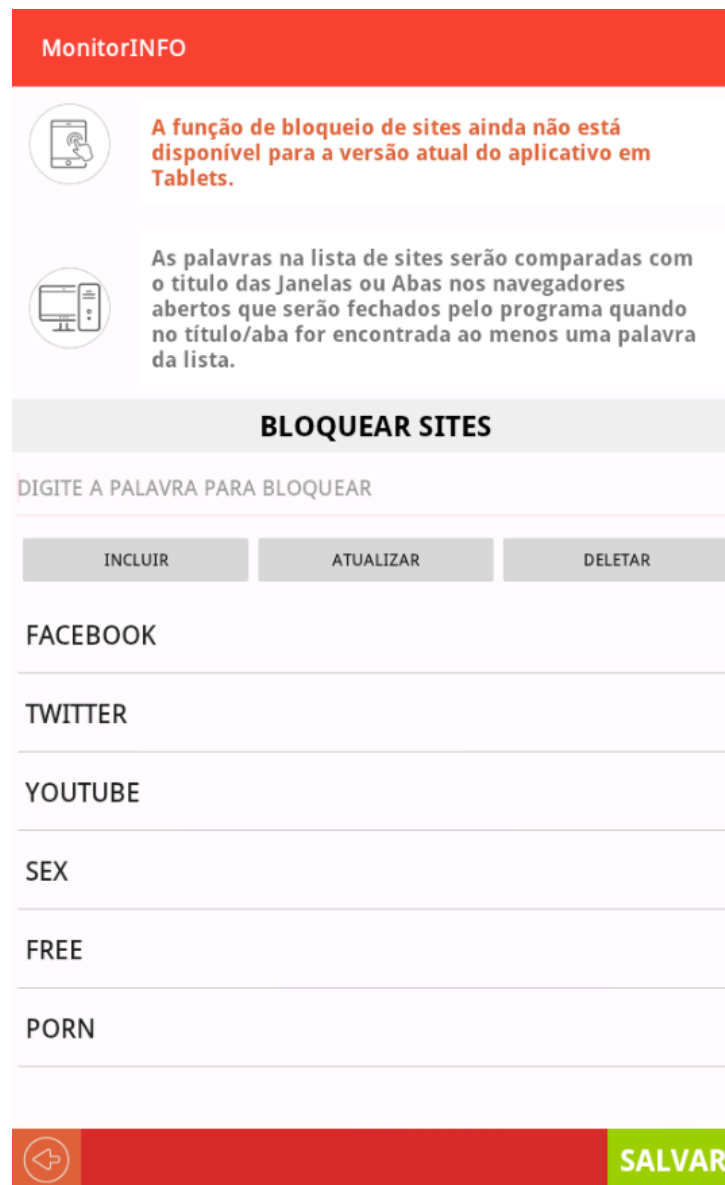 MonitorINFO
A função de bloqueio de sites ainda não está
disponível para a versão atual do aplicativo em
Tablets.
As palavras na lista de sites serão comparadas com
o titulo das Janelas ou Abas nos navegadores
abertos que serão fechados pelo programa quando
no título/aba for encontrada ao menos uma palavra
da lista.
BLOQUEAR SITES
DIGITE A PALAVRA PARA BLOQUEAR
INCLUIR ATUALIZAR DELETAR
FACEBOOK
TWITTER
YOUTUBE
SEX
FREE
PORN
SALVAR